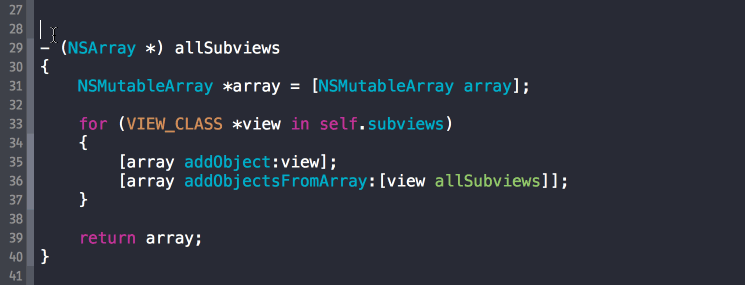 27
28
29 - (NSArray *) allSubviews
30 {
31     NSMutableArray *array = [NSMutableArray array];
32
33     for (VIEW_CLASS *view in self.subviews)
34     {
35         [array addObject:view];
36         [array addObjectsFromArray:[view allSubviews]];
37     }
38
39     return array;
40 }
41